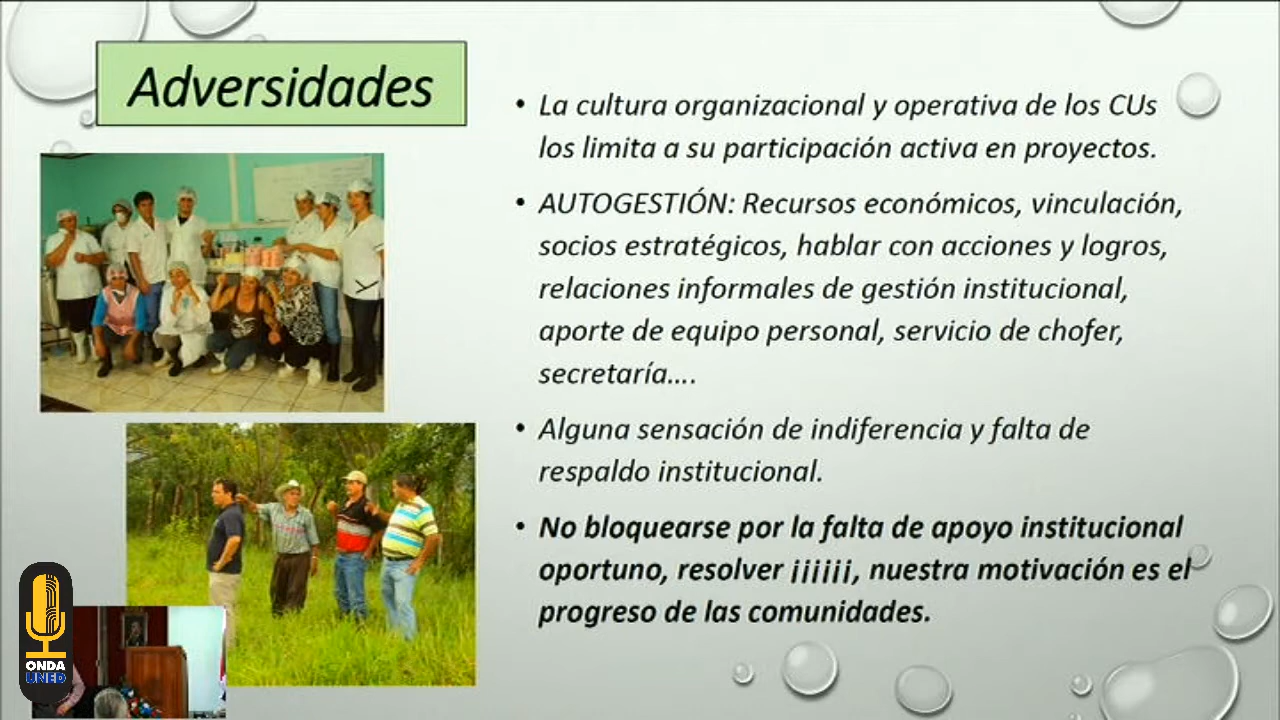 Adversidades
• La cultura organizacional y operativa de los CUs
los limita a su participación activa en proyectos.
• AUTOGESTIÓN: Recursos económicos, vinculación,
socios estratégicos, hablar con acciones y logros,
relaciones informales de gestión institucional,
aporte de equipo personal, servicio de chofer,
secretaría....
• Alguna sensación de indiferencia y falta de
respaldo institucional.
• No bloquearse por la falta de apoyo institucional
oportuno, resolver ¡¡¡¡¡¡, nuestra motivación es el
progreso de las comunidades.
ONDA
UNED